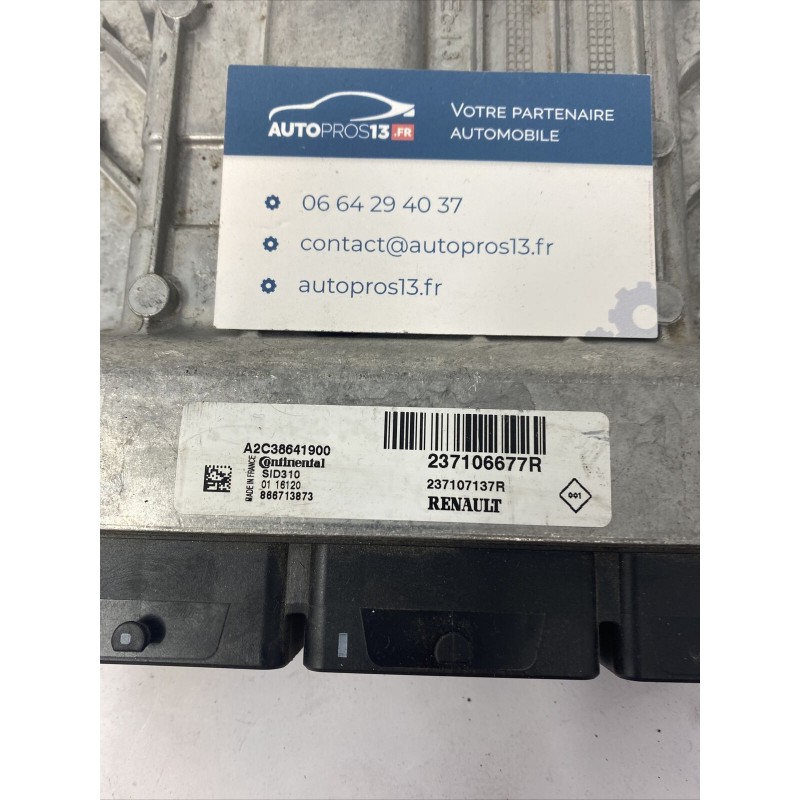 AUTOPROS13.FR
VOTRE PARTENAIRE
AUTOMOBILE
06 64 29 40 37
contact@autopros13.fr
autopros13.fr
A2C38641900
Continental
SID310
01 16120
866713873
MADE IN FRANCE
237106677R
237107137R
RENAULT
001